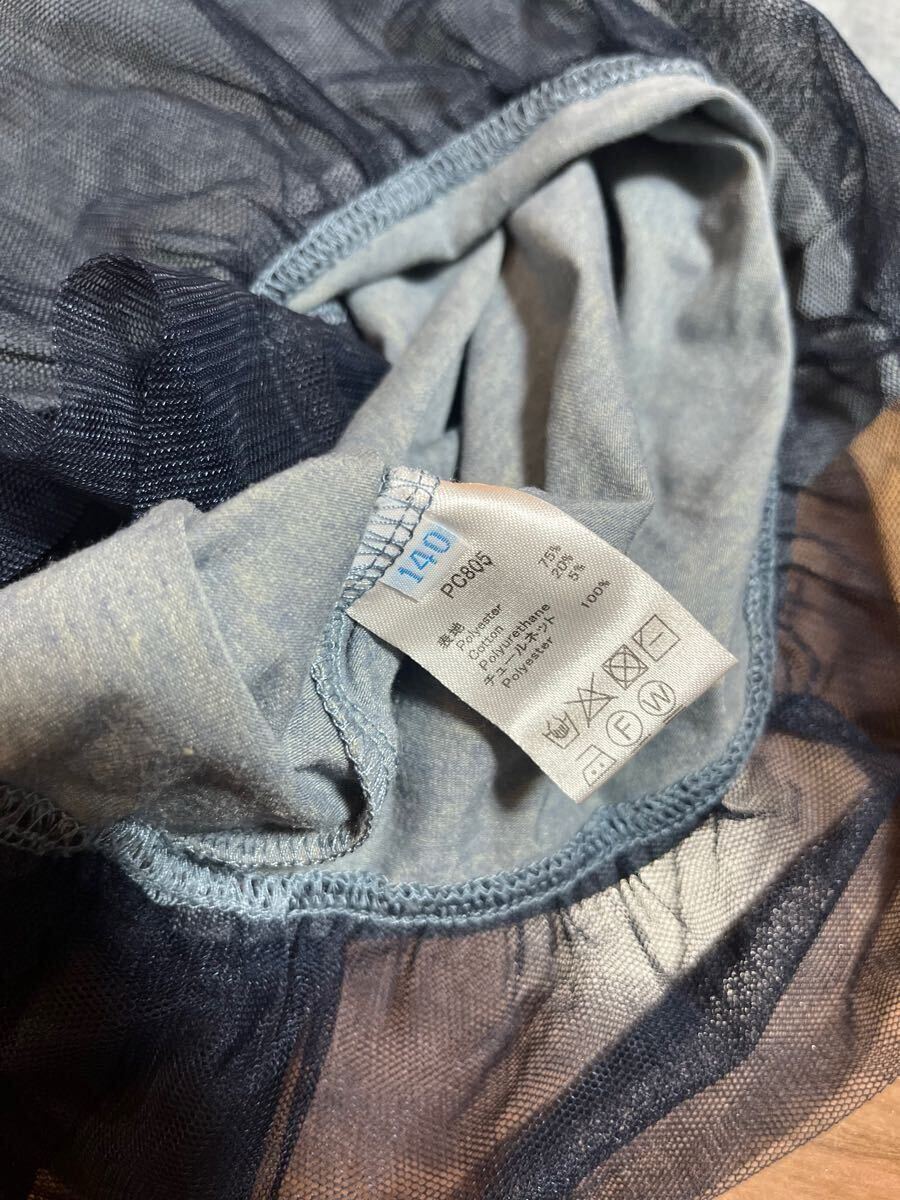 140
PC805
表地
Polyester 75%
Cotton 20%
Polyurethane 5%
チュールネット
Polyester 100%
F W